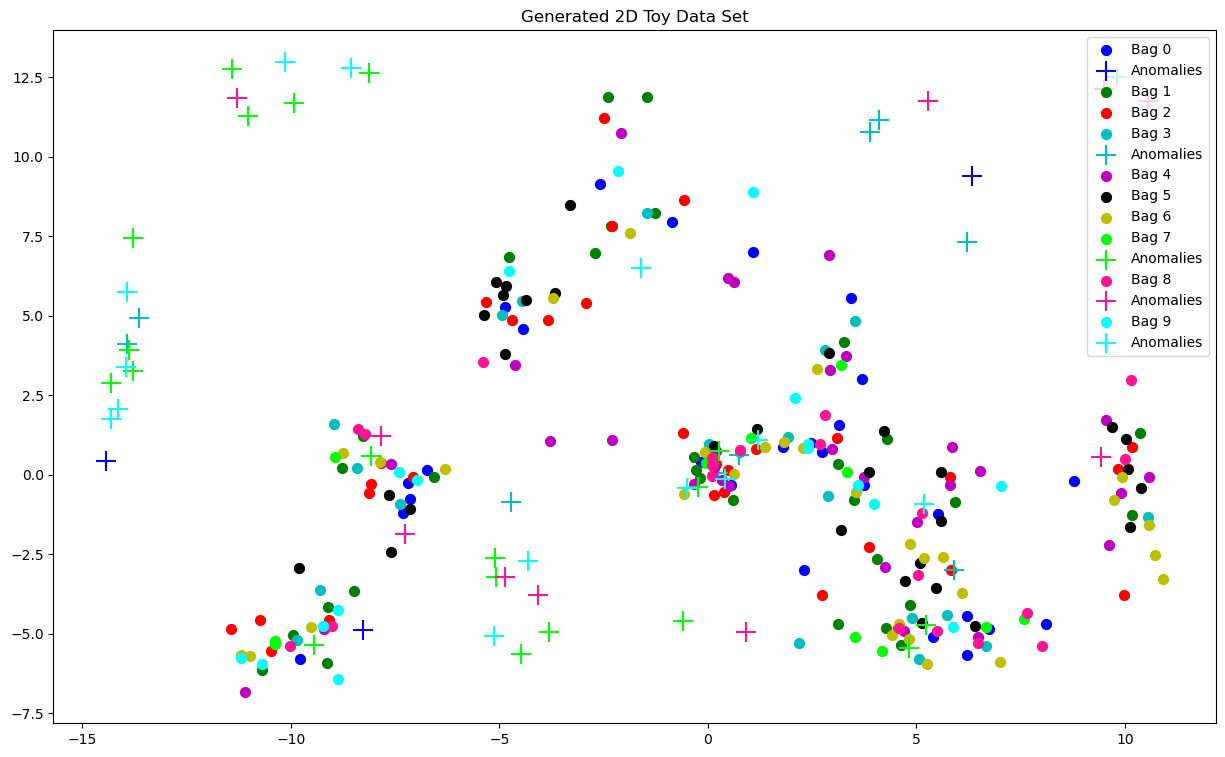 Generated 2D Toy Data Set
12.5
10.0
7.5
5.0
2.5
0.0
−2.5
−5.0
−7.5
−15
−10
−5
0
5
10
Bag 0
Anomalies
Bag 1
Bag 2
Bag 3
Anomalies
Bag 4
Bag 5
Bag 6
Bag 7
Anomalies
Bag 8
Anomalies
Bag 9
Anomalies